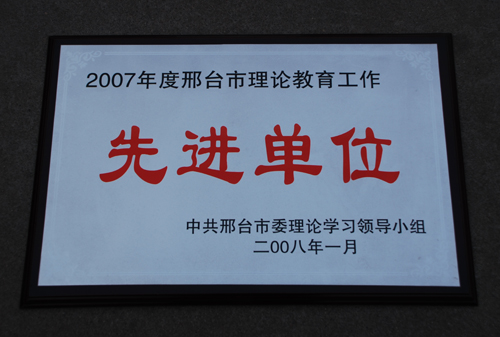 2007年度邢台市理论教育工作
先进单位
中共邢台市委理论学习领导小组
二00八年一月